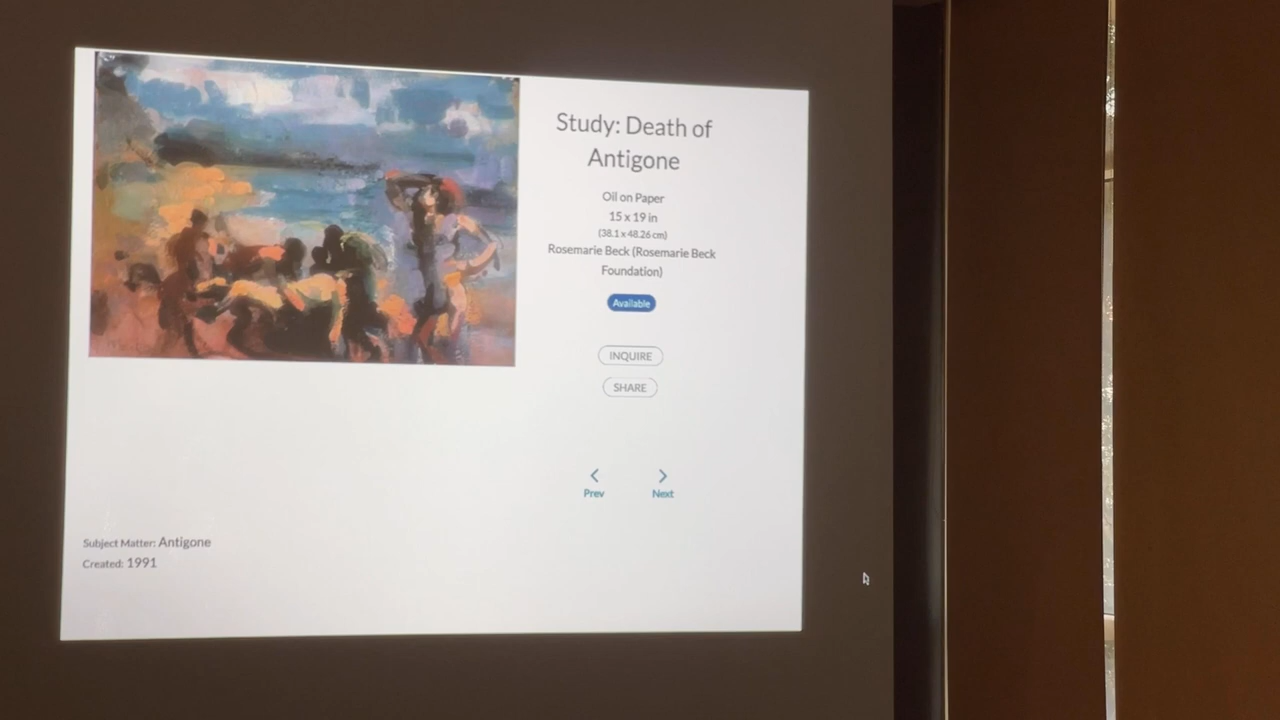 Study: Death of
Antigone
Oil on Paper
15 x 19 in
(38.1 x 48.26 cm)
Rosemarie Beck (Rosemarie Beck
Foundation)
Available
INQUIRE
SHARE
Prev
Next
Subject Matter: Antigone
Created: 1991